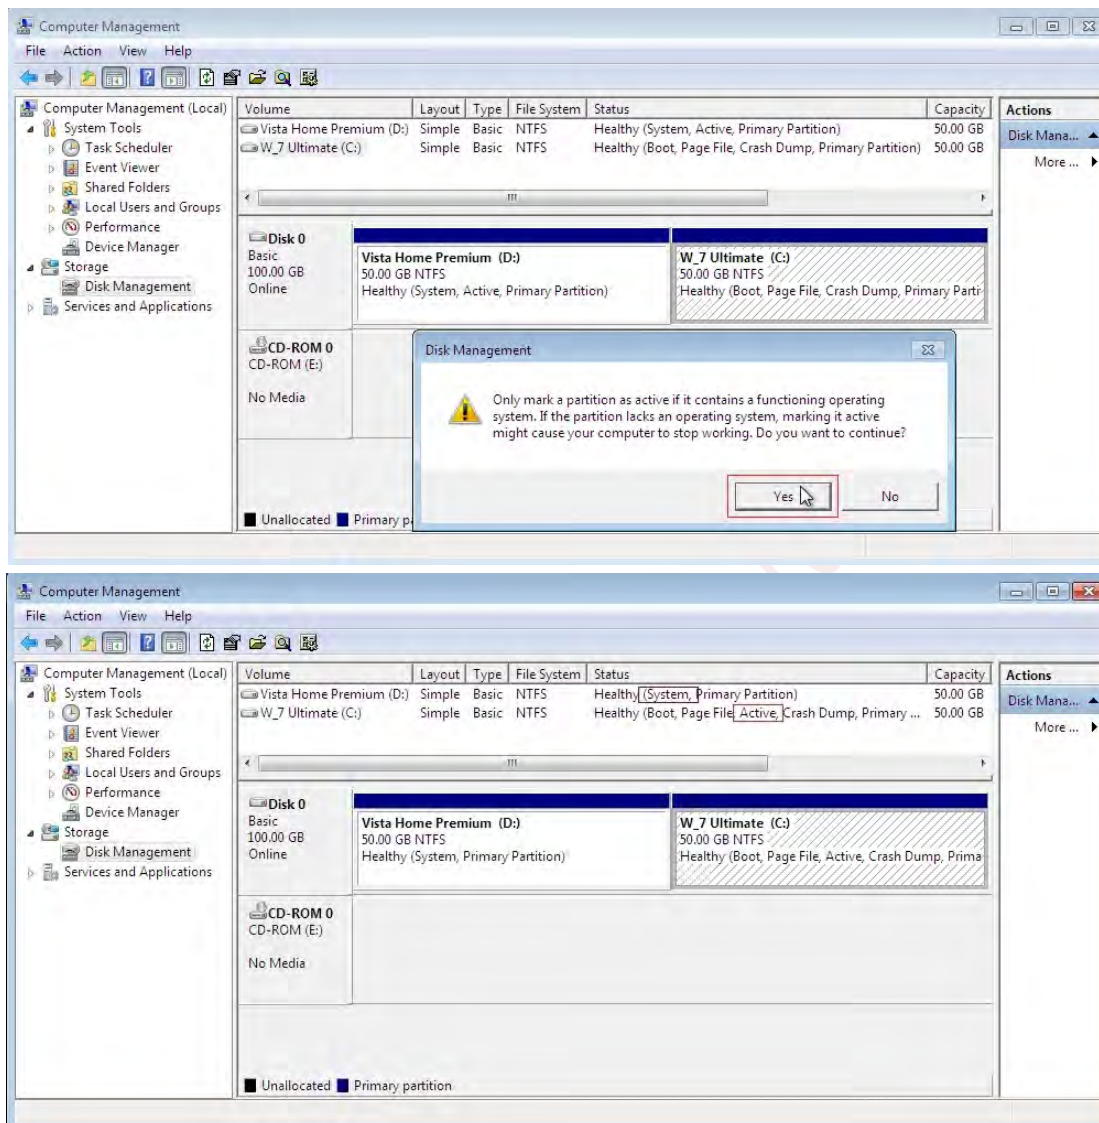 Computer Management
File Action View Help
Computer Management (Local)
System Tools
Task Scheduler
Event Viewer
Shared Folders
Local Users and Groups
Performance
Device Manager
Storage
Disk Management
Services and Applications
Volume Layout Type File System Status Capacity
Vista Home Premium (D:) Simple Basic NTFS Healthy (System, Active, Primary Partition) 50.00 GB
W_7 Ultimate (C:) Simple Basic NTFS Healthy (Boot, Page File, Crash Dump, Primary Partition) 50.00 GB
Disk 0
Basic
100.00 GB
Online
Vista Home Premium (D:)
50.00 GB NTFS
Healthy (System, Active, Primary Partition)
W_7 Ultimate (C:)
50.00 GB NTFS
Healthy (Boot, Page File, Crash Dump, Primary Parti
CD-ROM 0
CD-ROM (E:)
No Media
Disk Management
Only mark a partition as active if it contains a functioning operating
system. If the partition lacks an operating system, marking it active
might cause your computer to stop working. Do you want to continue?
Yes No
Unallocated Primary p
Actions
Disk Mana...
More ...
Computer Management
File Action View Help
Computer Management (Local)
System Tools
Task Scheduler
Event Viewer
Shared Folders
Local Users and Groups
Performance
Device Manager
Storage
Disk Management
Services and Applications
Volume Layout Type File System Status Capacity
Vista Home Premium (D:) Simple Basic NTFS Healthy (System, Primary Partition) 50.00 GB
W_7 Ultimate (C:) Simple Basic NTFS Healthy (Boot, Page File, Active, Crash Dump, Primary ... 50.00 GB
Disk 0
Basic
100.00 GB
Online
Vista Home Premium (D:)
50.00 GB NTFS
Healthy (System, Primary Partition)
W_7 Ultimate (C:)
50.00 GB NTFS
Healthy (Boot, Page File, Active, Crash Dump, Prima
CD-ROM 0
CD-ROM (E:)
No Media
Unallocated Primary partition
Actions
Disk Mana...
More ...